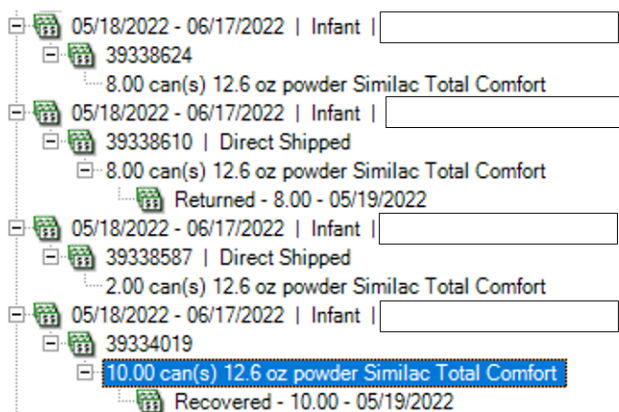 05/18/2022 - 06/17/2022 | Infant |
39338624
8.00 can(s) 12.6 oz powder Similac Total Comfort
05/18/2022 - 06/17/2022 | Infant |
39338610 | Direct Shipped
8.00 can(s) 12.6 oz powder Similac Total Comfort
Returned - 8.00 - 05/19/2022
05/18/2022 - 06/17/2022 | Infant |
39338587 | Direct Shipped
2.00 can(s) 12.6 oz powder Similac Total Comfort
05/18/2022 - 06/17/2022 | Infant |
39334019
10.00 can(s) 12.6 oz powder Similac Total Comfort
Recovered - 10.00 - 05/19/2022